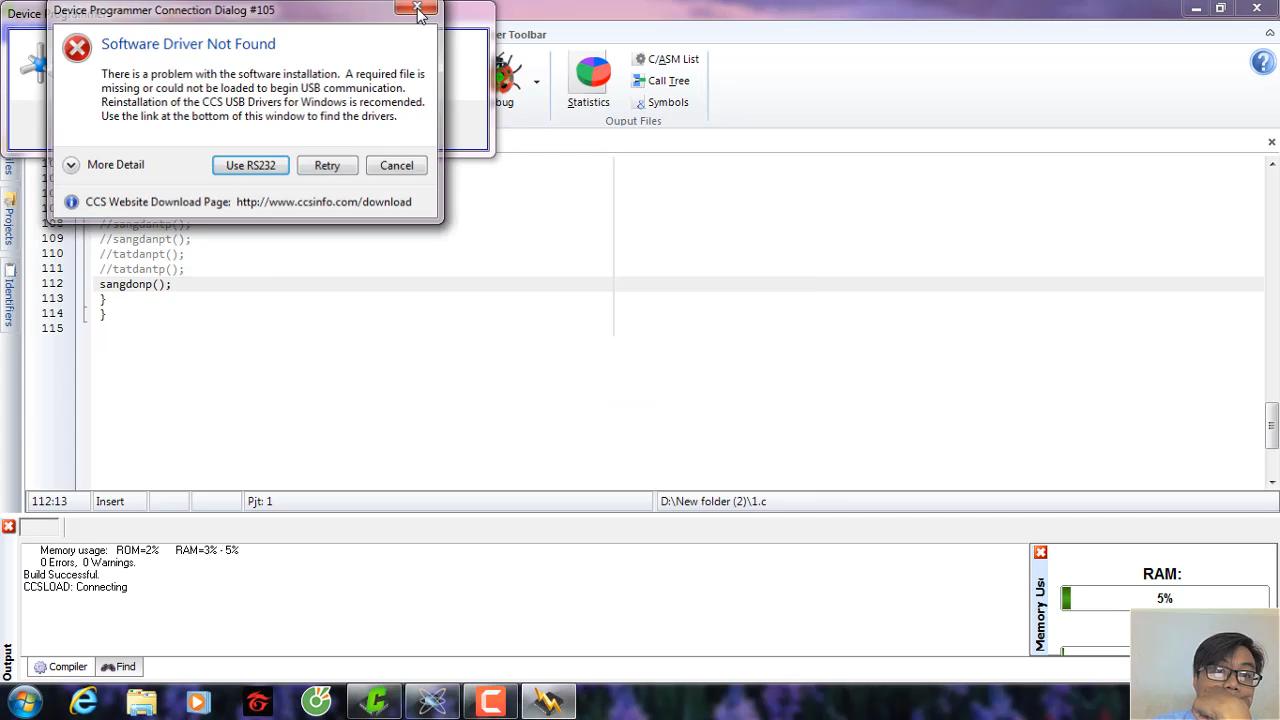 Device Programmer Connection Dialog #105
Software Driver Not Found
There is a problem with the software installation. A required file is
missing or could not be loaded to begin USB communication.
Reinstallation of the CCS USB Drivers for Windows is recomended.
Use the link at the bottom of this window to find the drivers.
More Detail
Use RS232
Retry
Cancel
CCS Website Download Page: http://www.ccsinfo.com/download
Toolbar
Statistics
C/ASM List
Call Tree
Symbols
Ouput Files
Projects
Identifiers
109 //sangdanpt();
110 //tatdanpt();
111 //tatdantp();
112 sangdonp();
113 }
114 }
115
112:13
Insert
Pjt: 1
D:\New folder (2)\1.c
Memory usage: ROM=2% RAM=3% - 5%
0 Errors, 0 Warnings.
Build Successful.
CCSLOAD: Connecting
RAM:
5%
Output
Compiler
Find